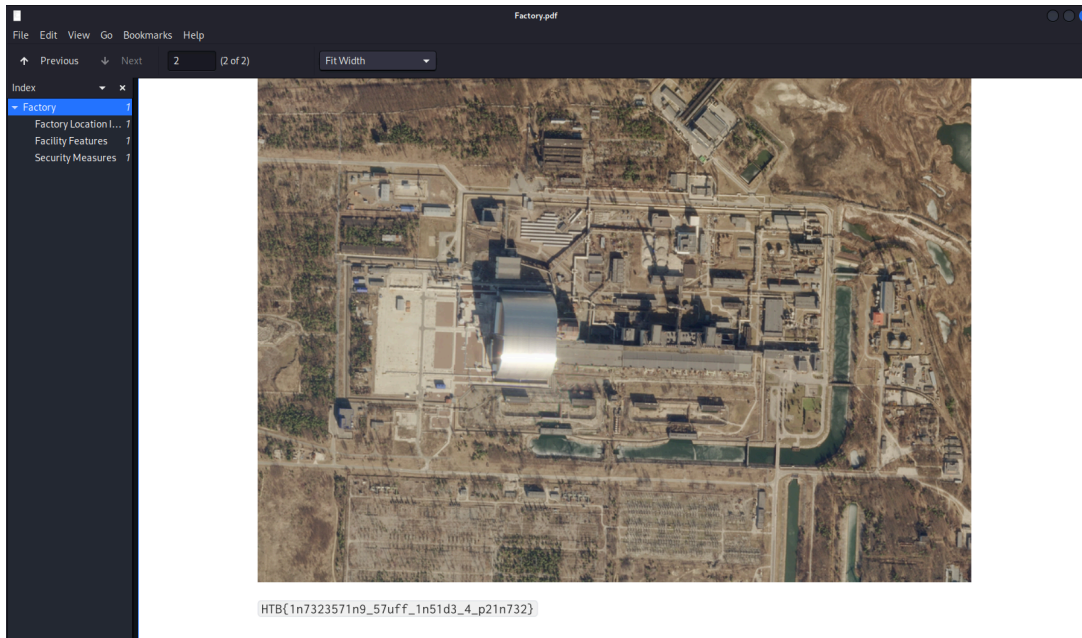 Factory.pdf
File Edit View Go Bookmarks Help
Previous Next 2 (2 of 2) Fit Width
Index
Factory 1
Factory Location I... 1
Facility Features 1
Security Measures 1
HTB{1n7323571n9_57uff_1n51d3_4_p21n732}